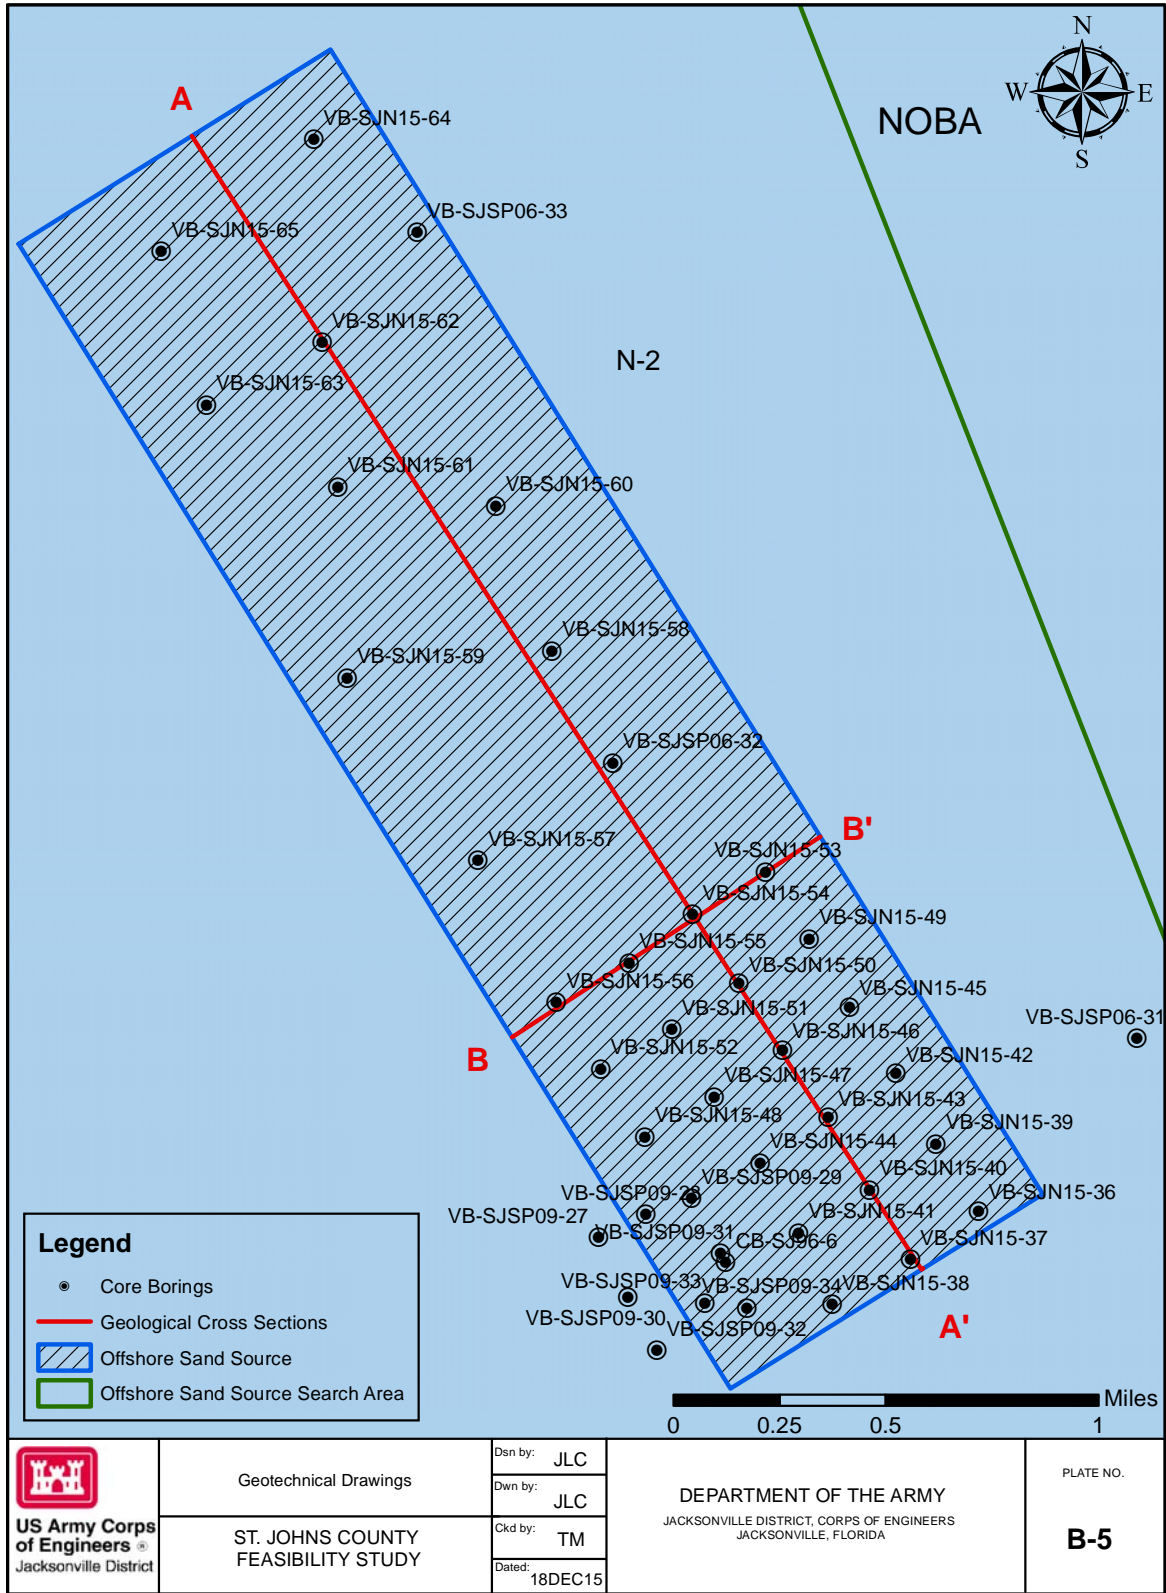 N
W
E
S
NOBA
A
VB-SJN15-64
VB-SJSP06-33
VB-SJN15-65
VB-SJN15-62
N-2
VB-SJN15-63
VB-SJN15-61
VB-SJN15-60
VB-SJN15-58
VB-SJN15-59
VB-SJSP06-32
B'
VB-SJN15-57
VB-SJN15-53
VB-SJN15-54
VB-SJN15-49
VB-SJN15-55
VB-SJN15-50
VB-SJN15-56
VB-SJN15-45
VB-SJN15-51
VB-SJSP06-31
VB-SJN15-46
B
VB-SJN15-52
VB-SJN15-42
VB-SJN15-47
VB-SJN15-43
VB-SJN15-48
VB-SJN15-39
VB-SJN15-44
VB-SJN15-40
VB-SJSP09-29
VB-SJSP09-28
VB-SJN15-36
VB-SJSP09-27
VB-SJN15-41
VB-SJSP09-31
CB-SJ96-6
VB-SJN15-37
VB-SJSP09-33
VB-SJSP09-34
VB-SJN15-38
VB-SJSP09-30
VB-SJSP09-32
A'
Legend
Core Borings
Geological Cross Sections
Offshore Sand Source
Offshore Sand Source Search Area
Miles
0 0.25 0.5 1
US Army Corps
of Engineers ®
Jacksonville District
Geotechnical Drawings
ST. JOHNS COUNTY
FEASIBILITY STUDY
Dsn by: JLC
Dwn by: JLC
Ckd by: TM
Dated: 18DEC15
DEPARTMENT OF THE ARMY
JACKSONVILLE DISTRICT, CORPS OF ENGINEERS
JACKSONVILLE, FLORIDA
PLATE NO.
B-5